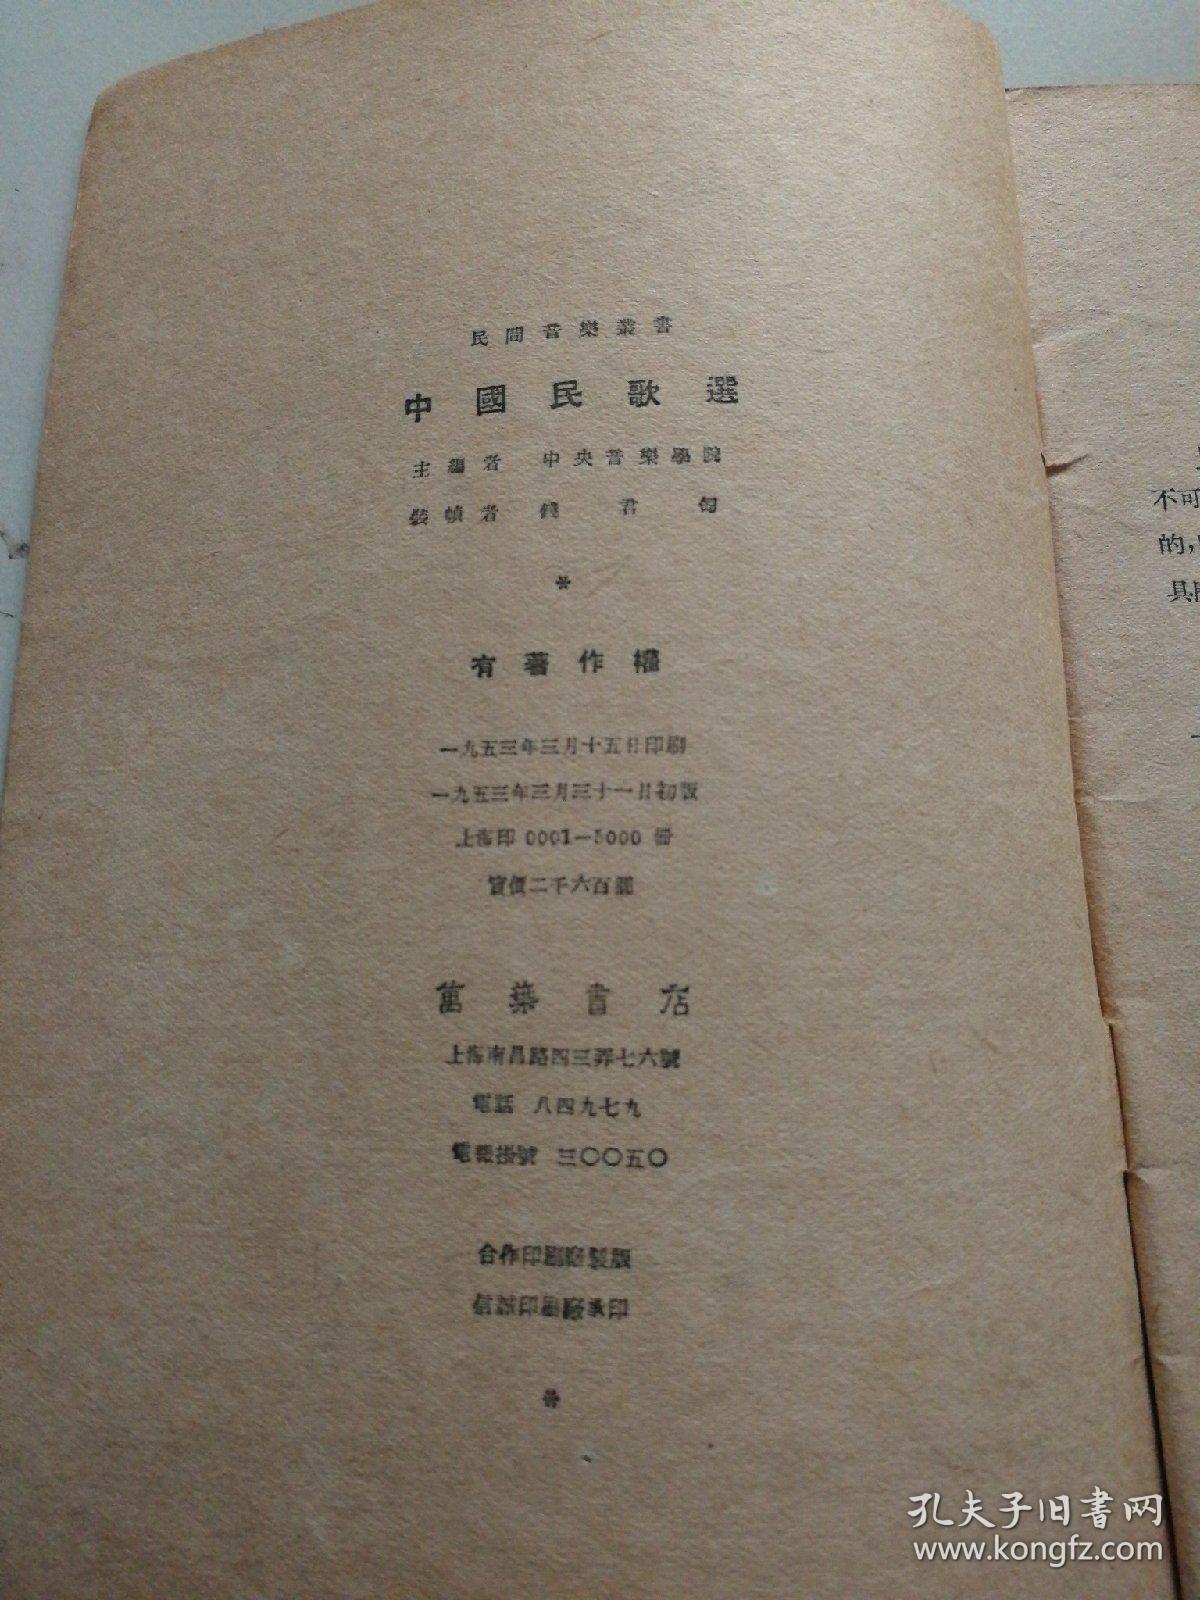 民間音樂叢書
中國民歌選
主編者 中央音樂學院
裝幀者 錢君匋
*
有著作權
一九五三年三月十五日印刷
一九五三年三月三十一日初版
上海印 0001—5000 冊
實價二千六百圓
萬葉書店
上海南昌路四三弄七六號
電話 八四九七九
電報掛號 三〇〇五〇
合作印刷廠製版
信誠印刷廠承印
*
不可
的,
具
孔夫子旧书网
www.kongfz.com